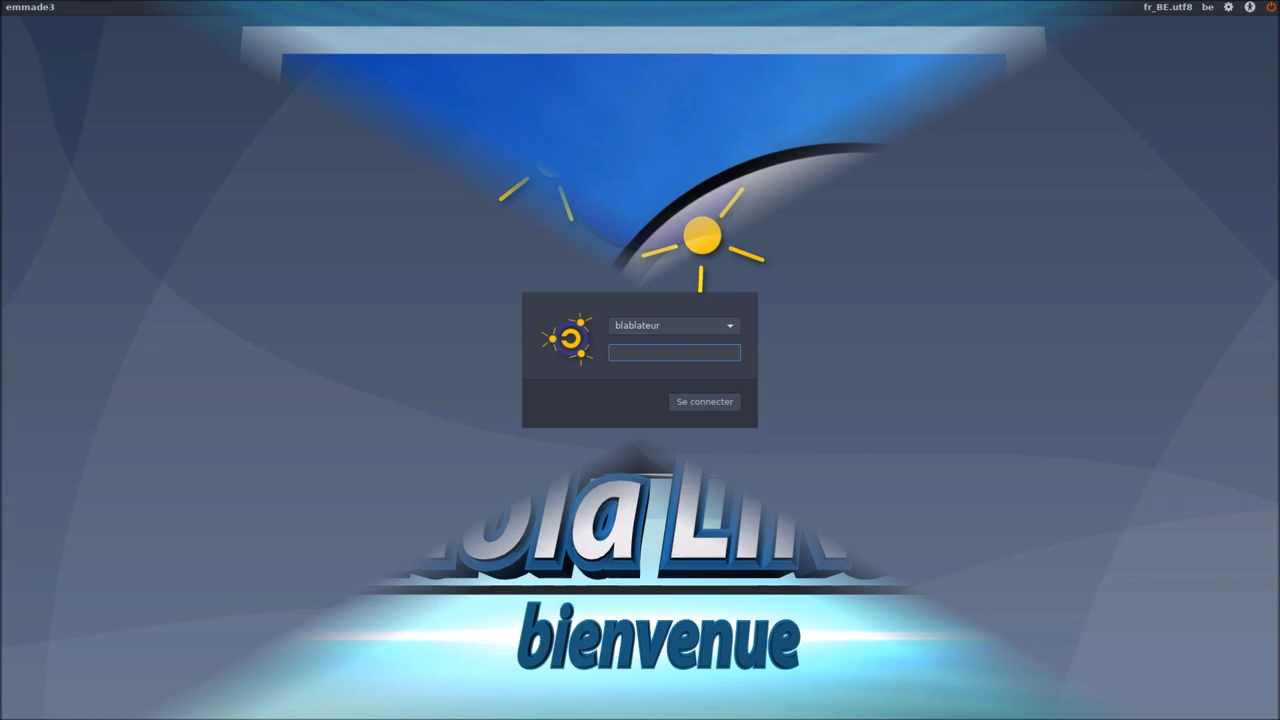 emmade3
fr_BE.utf8 be
blablateur
Se connecter
bienvenue